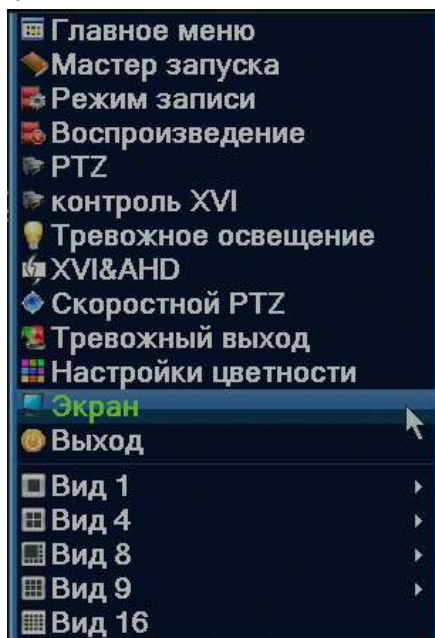 Главное меню
Мастер запуска
Режим записи
Воспроизведение
PTZ
контроль XVI
Тревожное освещение
XVI&AHD
Скоростной PTZ
Тревожный выход
Настройки цветности
Экран
Выход
Вид 1
Вид 4
Вид 8
Вид 9
Вид 16